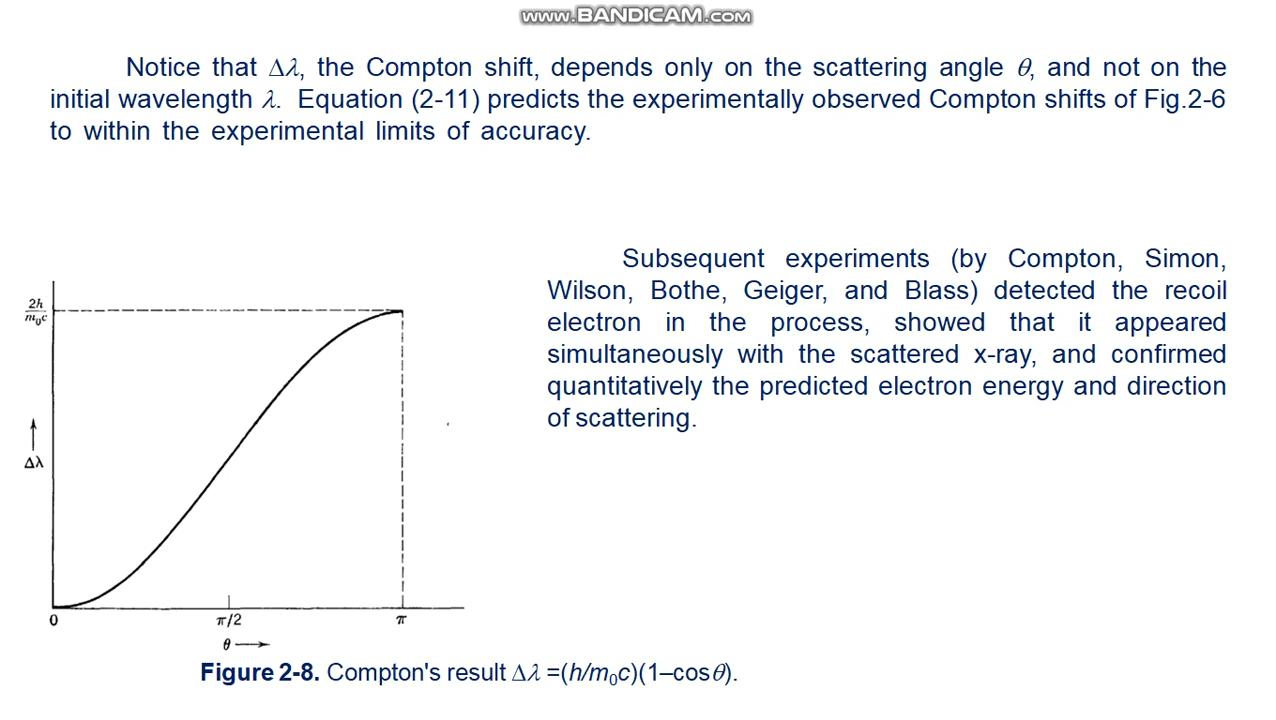 www.BANDICAM.com
Notice that Δλ, the Compton shift, depends only on the scattering angle θ, and not on the
initial wavelength λ. Equation (2-11) predicts the experimentally observed Compton shifts of Fig.2-6
to within the experimental limits of accuracy.
Subsequent experiments (by Compton, Simon,
Wilson, Bothe, Geiger, and Blass) detected the recoil
electron in the process, showed that it appeared
simultaneously with the scattered x-ray, and confirmed
quantitatively the predicted electron energy and direction
of scattering.
2h
m₀c
Δλ
0 π/2 π
θ
Figure 2-8. Compton's result Δλ =(h/m₀c)(1–cosθ).